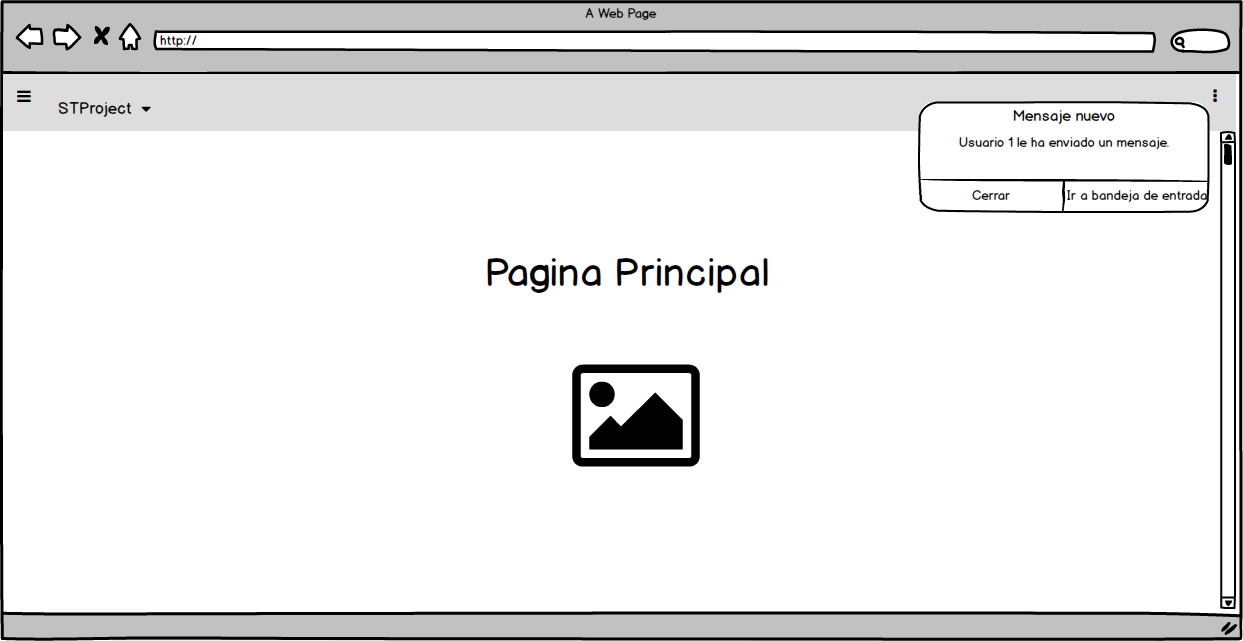 A Web Page
http://
STProject
Mensaje nuevo
Usuario 1 le ha enviado un mensaje.
Cerrar
Ir a bandeja de entrada
Pagina Principal